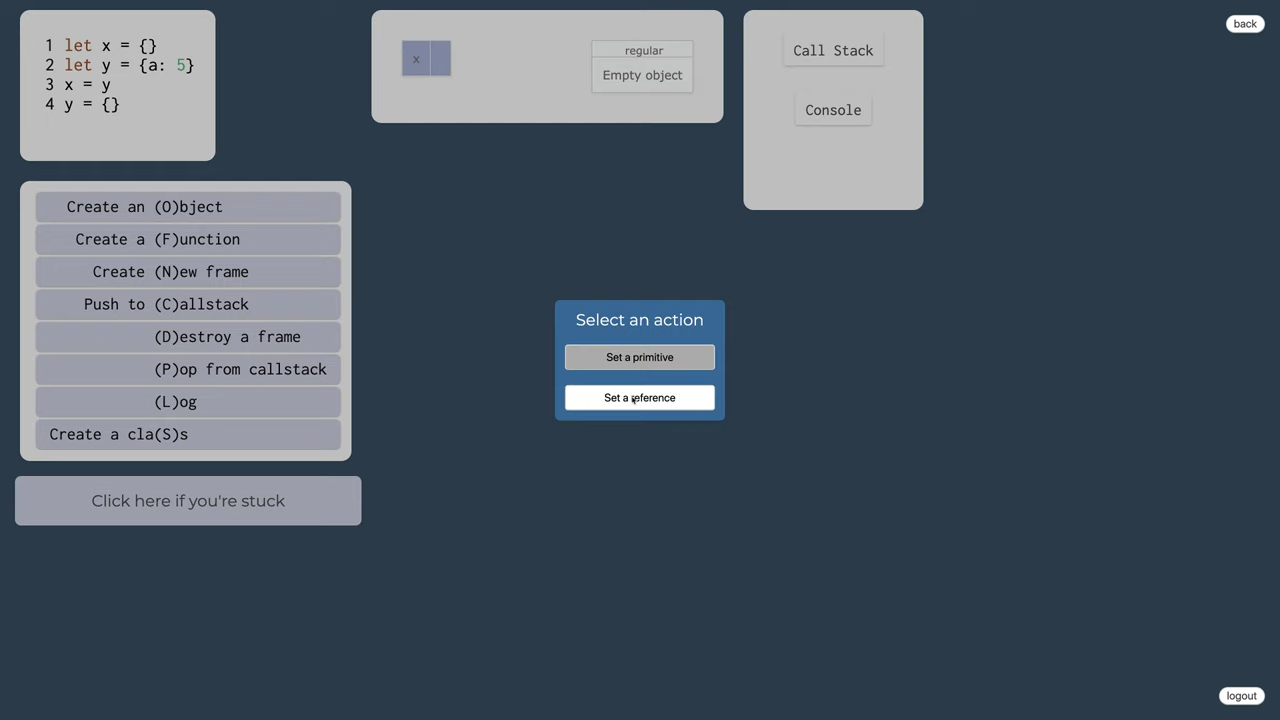 1 let x = {}
2 let y = {a: 5}
3 x = y
4 y = {}
x
regular
Empty object
Call Stack
Console
back
Create an (O)bject
Create a (F)unction
Create (N)ew frame
Push to (C)allstack
(D)estroy a frame
(P)op from callstack
(L)og
Create a cla(S)s
Click here if you're stuck
Select an action
Set a primitive
Set a reference
logout